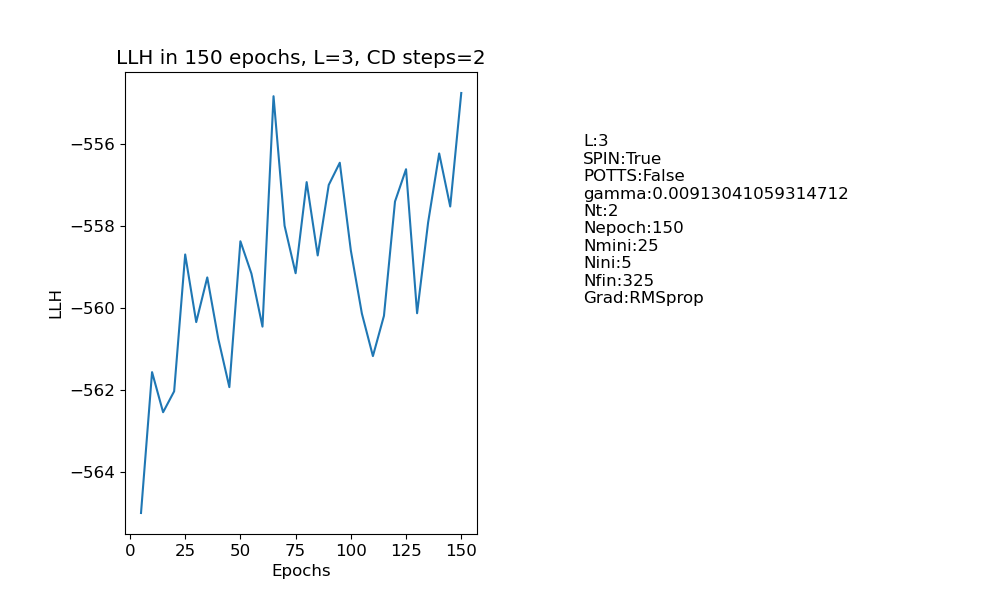 LLH in 150 epochs, L=3, CD steps=2
LLH
−556
−558
−560
−562
−564
0 25 50 75 100 125 150
Epochs
L:3
SPIN:True
POTTS:False
gamma:0.00913041059314712
Nt:2
Nepoch:150
Nmini:25
Nini:5
Nfin:325
Grad:RMSprop